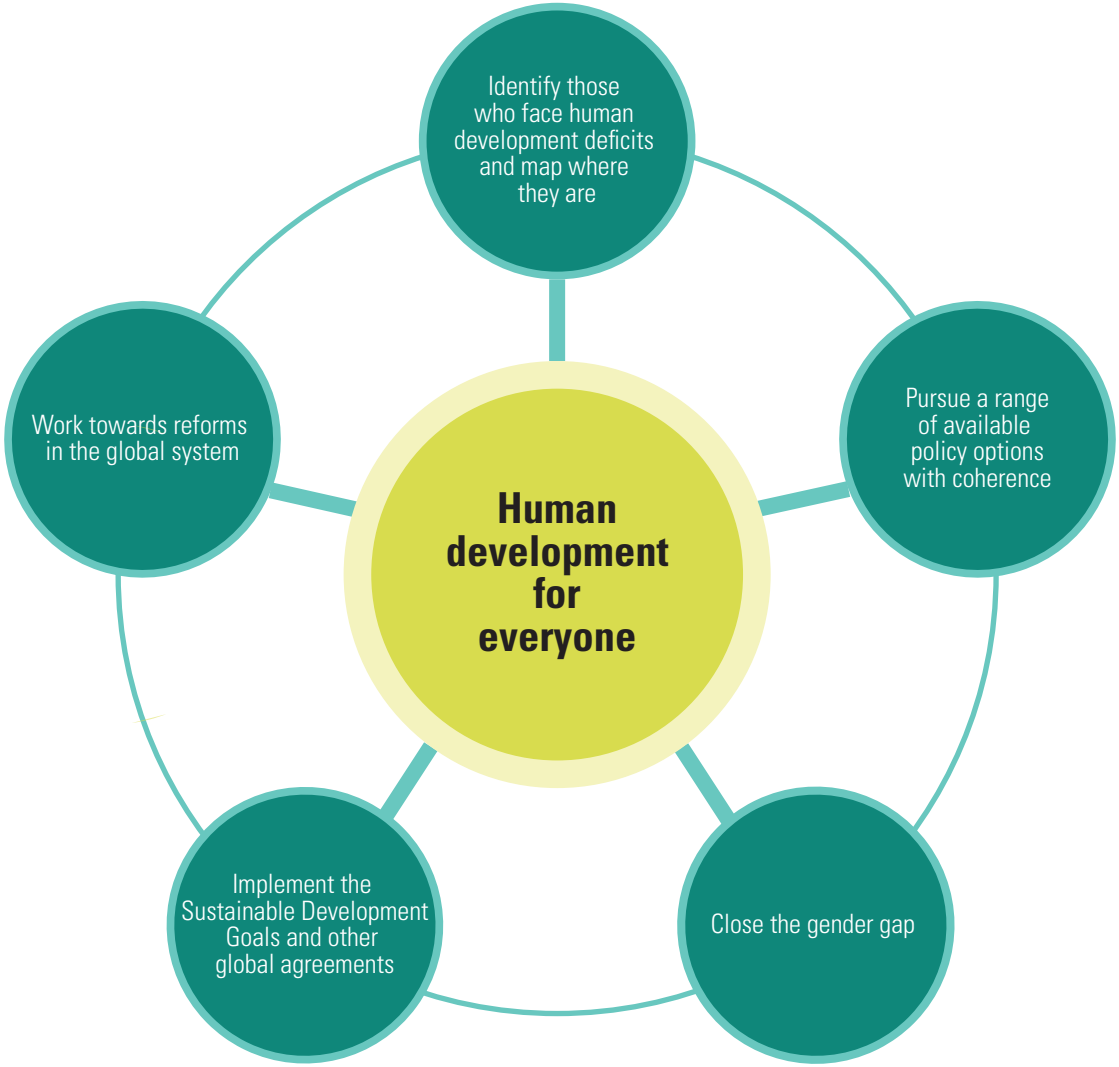 Identify those
who face human
development deficits
and map where
they are
Pursue a range
of available
policy options
with coherence
Close the gender gap
Implement the
Sustainable Development
Goals and other
global agreements
Work towards reforms
in the global system
Human
development
for
everyone